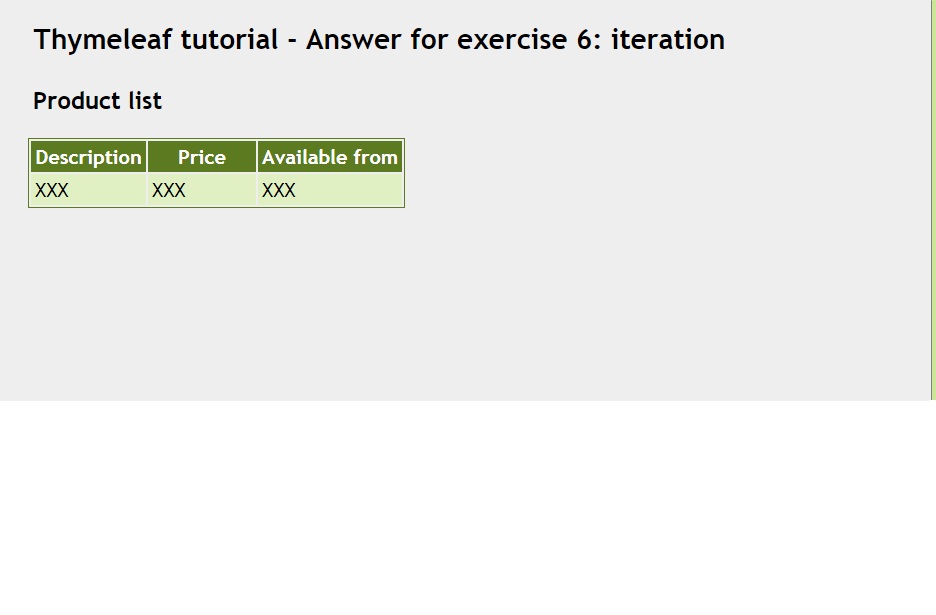 Thymeleaf tutorial - Answer for exercise 6: iteration
Product list
Description Price Available from
XXX XXX XXX